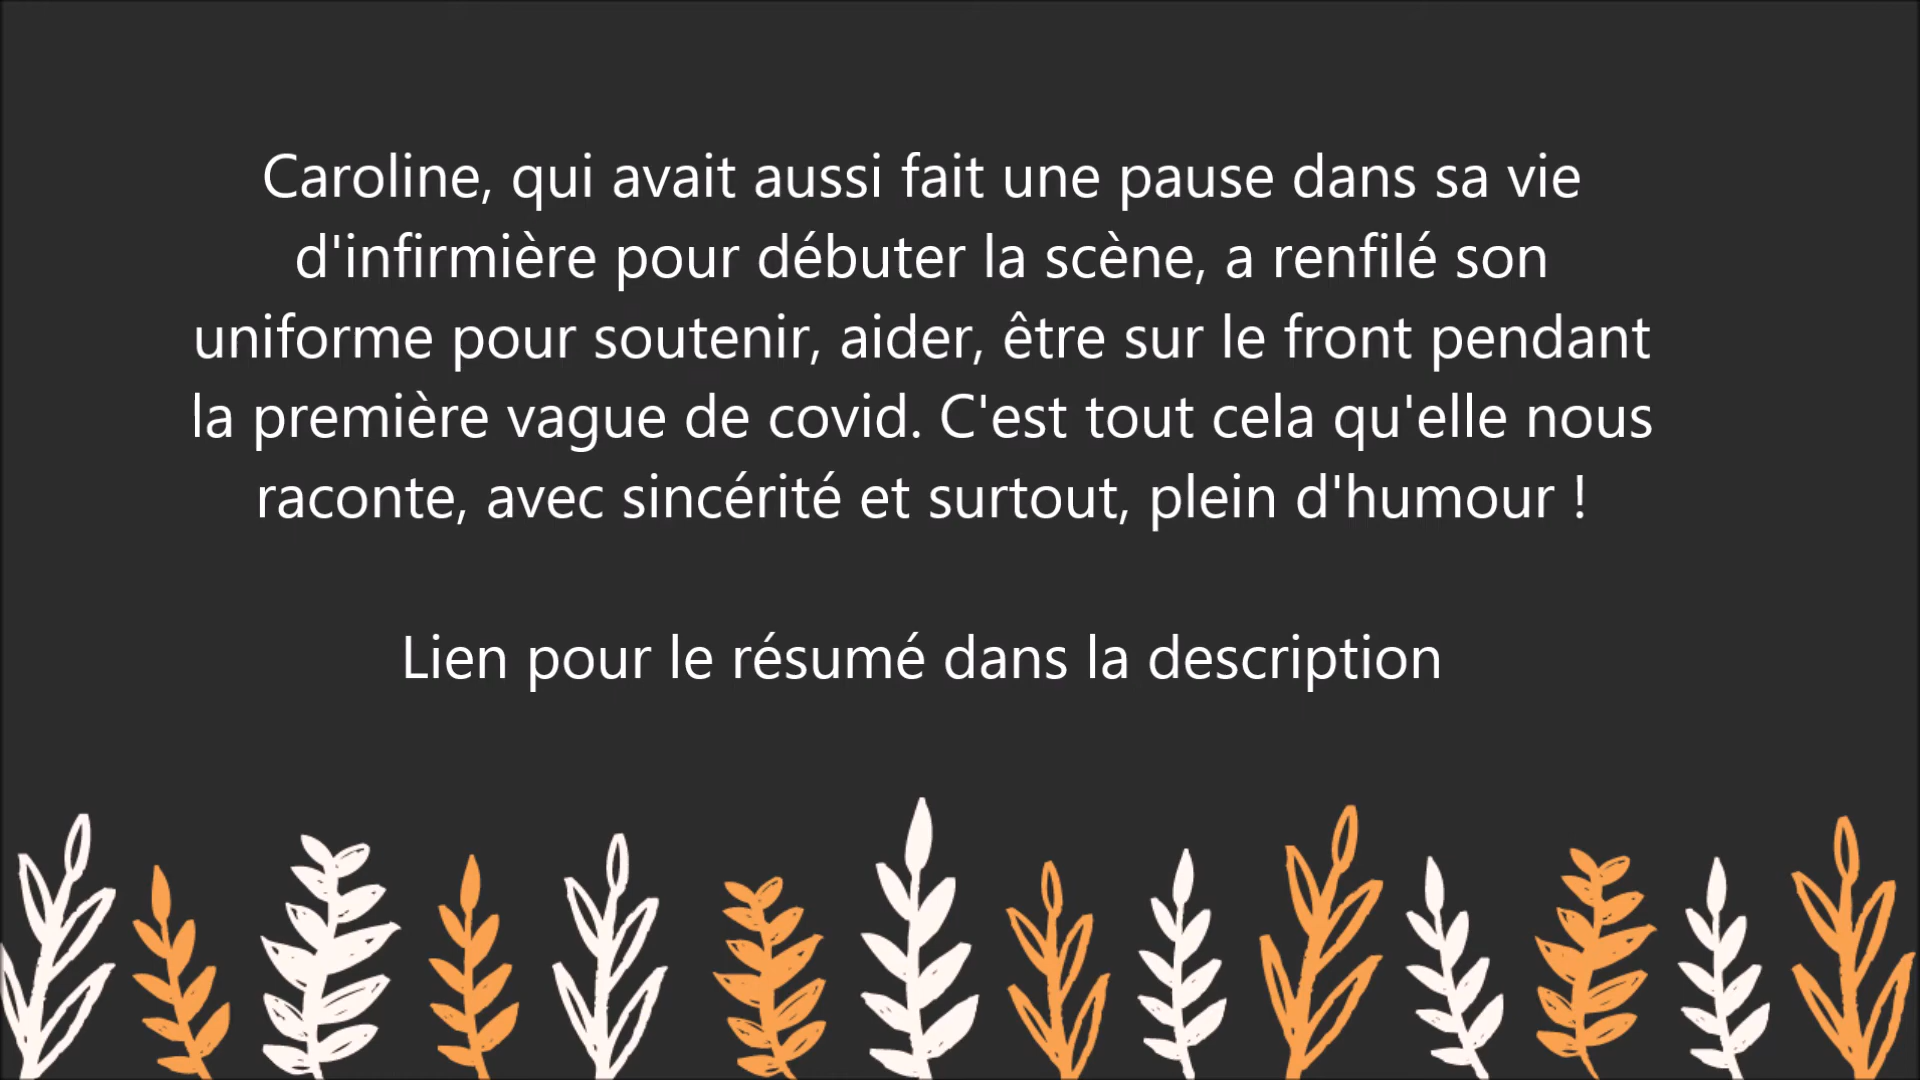 Caroline, qui avait aussi fait une pause dans sa vie
d'infirmière pour débuter la scène, a renfilé son
uniforme pour soutenir, aider, être sur le front pendant
la première vague de covid. C'est tout cela qu'elle nous
raconte, avec sincérité et surtout, plein d'humour !
Lien pour le résumé dans la description